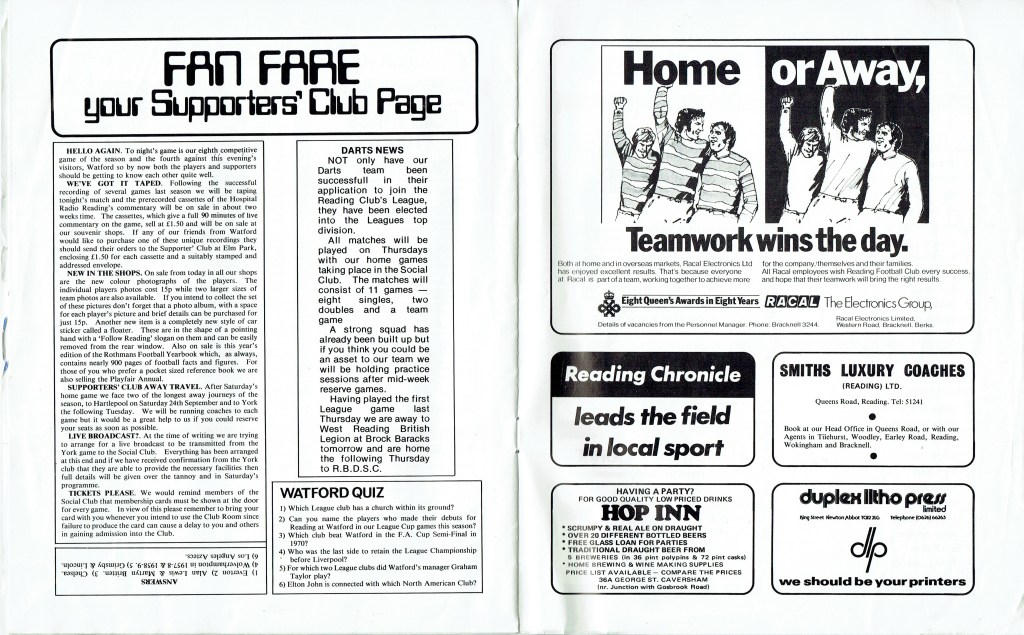 FAN FARE
your Supporters' Club Page
HELLO AGAIN. To night's game is our eighth competitive
game of the season and the fourth against this evening's
visitors, Watford so by now both the players and supporters
should be getting to know each other quite well.
WE'VE GOT IT TAPED. Following the successful
recording of several games last season we will be taping
tonight's match and the prerecorded cassettes of the Hospital
Radio Reading's commentary will be on sale in about two
weeks time. The cassettes, which give a full 90 minutes of live
commentary on the game, sell at £1.50 and will be on sale at
our souvenir shops. If any of our friends from Watford
would like to purchase one of these unique recordings they
should send their orders to the Supporter' Club at Elm Park,
enclosing £1.50 for each cassette and a suitably stamped and
addressed envelope.
NEW IN THE SHOPS. On sale from today in all our shops
are the new colour photographs of the players. The
individual players photos cost 15p while two larger sizes of
team photos are also available. If you intend to collect the set
of these pictures don't forget that a photo album, with a space
for each player's picture and brief details can be purchased for
just 15p. Another new item is a completely new style of car
sticker called a floater. These are in the shape of a pointing
hand with a 'Follow Reading' slogan on them and can be easily
removed from the rear window. Also on sale is this year's
edition of the Rothmans Football Yearbook which, as always,
contains nearly 900 pages of football facts and figures. For
those of you who prefer a pocket sized reference book we are
also selling the Playfair Annual.
SUPPORTERS' CLUB AWAY TRAVEL. After Saturday's
home game we face two of the longest away journeys of the
season, to Hartlepool on Saturday 24th September and to York
the following Tuesday. We will be running coaches to each
game but it would be a great help to us if you could reserve
your seats as soon as possible.
LIVE BROADCAST?. At the time of writing we are trying
to arrange for a live broadcast to be transmitted from the
York game to the Social Club. Everything has been arranged
at this end and if we have received confirmation from the York
club that they are able to provide the necessary facilities then
full details will be given over the tannoy and in Saturday's
programme.
TICKETS PLEASE. We would remind members of the
Social Club that membership cards must be shown at the door
for every game. In view of this please remember to bring your
card with you whenever you intend to use the Club Room since
failure to produce the card can cause a delay to you and others
in gaining admission into the Club.
ANSWERS
1) Everton 2) Alan Lewis & Martyn Britten. 3) Chelsea.
4) Wolverhampton in 1957-8 & 1958-9. 5) Grimsby & Lincoln.
6) Los Angeles Aztecs.
DARTS NEWS
NOT only have our
Darts team been
successfull in their
application to join the
Reading Club's League,
they have been elected
into the Leagues top
division.
All matches will be
played on Thursdays
with our home games
taking place in the Social
Club. The matches will
consist of 11 games —
eight singles, two
doubles and a team
game
A strong squad has
already been built up but
if you think you could be
an asset to our team we
will be holding practice
sessions after mid-week
reserve games.
Having played the first
League game last
Thursday we are away to
West Reading British
Legion at Brock Baracks
tomorrow and are home
the following Thursday
to R.B.D.S.C.
WATFORD QUIZ
1) Which League club has a church within its ground?
2) Can you name the players who made their debuts for
Reading at Watford in our League Cup games this season?
3) Which club beat Watford in the F.A. Cup Semi-Final in
1970?
4) Who was the last side to retain the League Championship
before Liverpool?
5) For which two League clubs did Watford's manager Graham
Taylor play?
6) Elton John is connected with which North American Club?
Home or Away,
Teamwork wins the day.
Both at home and in overseas markets, Racal Electronics Ltd
has enjoyed excellent results. That's because everyone
at Racal is part of a team, working together to achieve more
for the company, themselves and their families.
All Racal employees wish Reading Football Club every success,
and hope that their teamwork will bring the right results.
Eight Queen's Awards in Eight Years RACAL The Electronics Group,
Details of vacancies from the Personnel Manager. Phone: Bracknell 3244.
Racal Electronics Limited,
Western Road, Bracknell, Berks.
Reading Chronicle
leads the field
in local sport
SMITHS LUXURY COACHES
(READING) LTD.
Queens Road, Reading. Tel: 51241
Book at our Head Office in Queens Road, or with our
Agents in Tilehurst, Woodley, Earley Road, Reading,
Wokingham and Bracknell.
HAVING A PARTY?
FOR GOOD QUALITY LOW PRICED DRINKS
HOP INN
* SCRUMPY & REAL ALE ON DRAUGHT
* OVER 20 DIFFERENT BOTTLED BEERS
* FREE GLASS LOAN FOR PARTIES
* TRADITIONAL DRAUGHT BEER FROM
5 BREWERIES (in 36 pint polypins & 72 pint casks)
* HOME BREWING & WINE MAKING SUPPLIES
PRICE LIST AVAILABLE — COMPARE THE PRICES
36A GEORGE ST. CAVERSHAM
(nr. Junction with Gosbrook Road)
duplex litho press
limited
King Street Newton Abbot TQ12 2LG Telephone (0626) 66263
dlp
we should be your printers